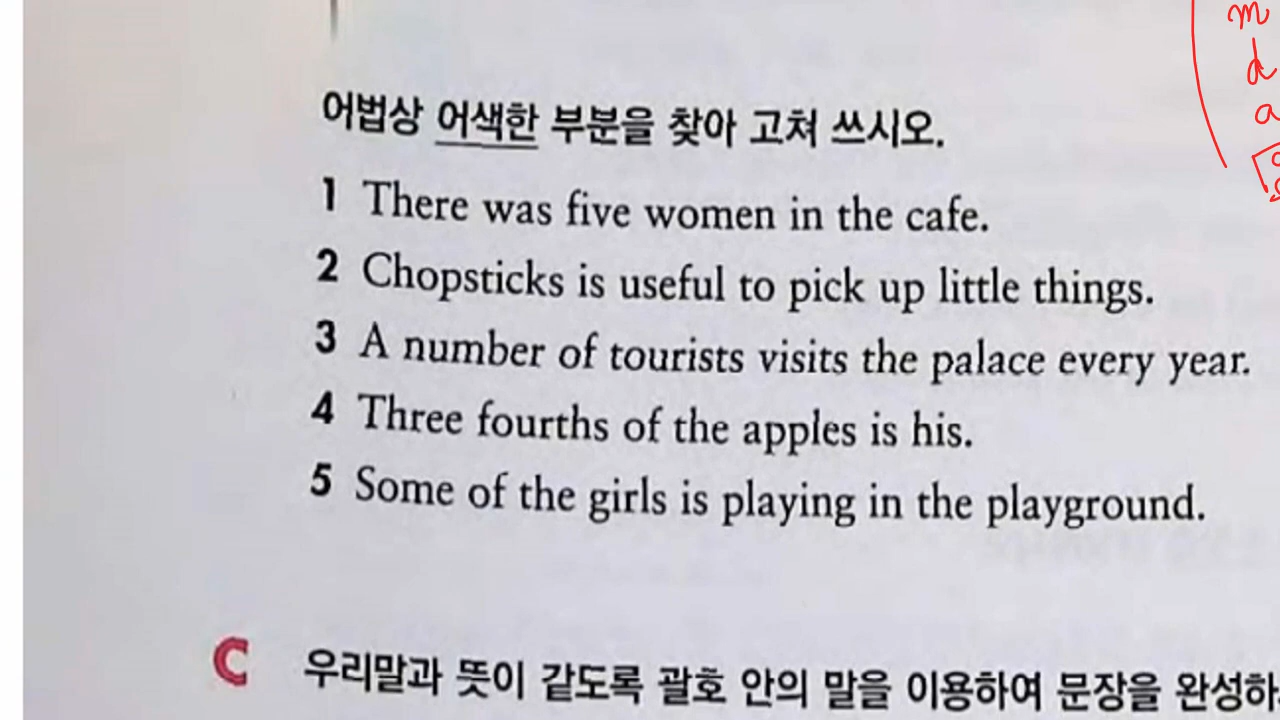 m
d
a
어법상 어색한 부분을 찾아 고쳐 쓰시오.
1 There was five women in the cafe.
2 Chopsticks is useful to pick up little things.
3 A number of tourists visits the palace every year.
4 Three fourths of the apples is his.
5 Some of the girls is playing in the playground.
C 우리말과 뜻이 같도록 괄호 안의 말을 이용하여 문장을